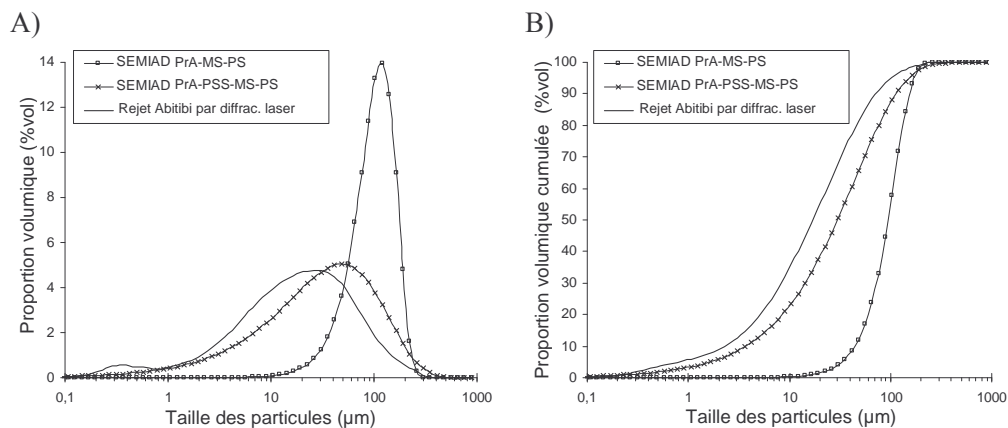 A)
SEMIAD PrA-MS-PS
SEMIAD PrA-PSS-MS-PS
Rejet Abitibi par diffrac. laser
Proportion volumique (%vol)
14
12
10
8
6
4
2
0
0,1 1 10 100 1000
Taille des particules (µm)
B)
SEMIAD PrA-MS-PS
SEMIAD PrA-PSS-MS-PS
Rejet Abitibi par diffrac. laser
Proportion volumique cumulée (%vol)
100
90
80
70
60
50
40
30
20
10
0
0,1 1 10 100 1000
Taille des particules (µm)